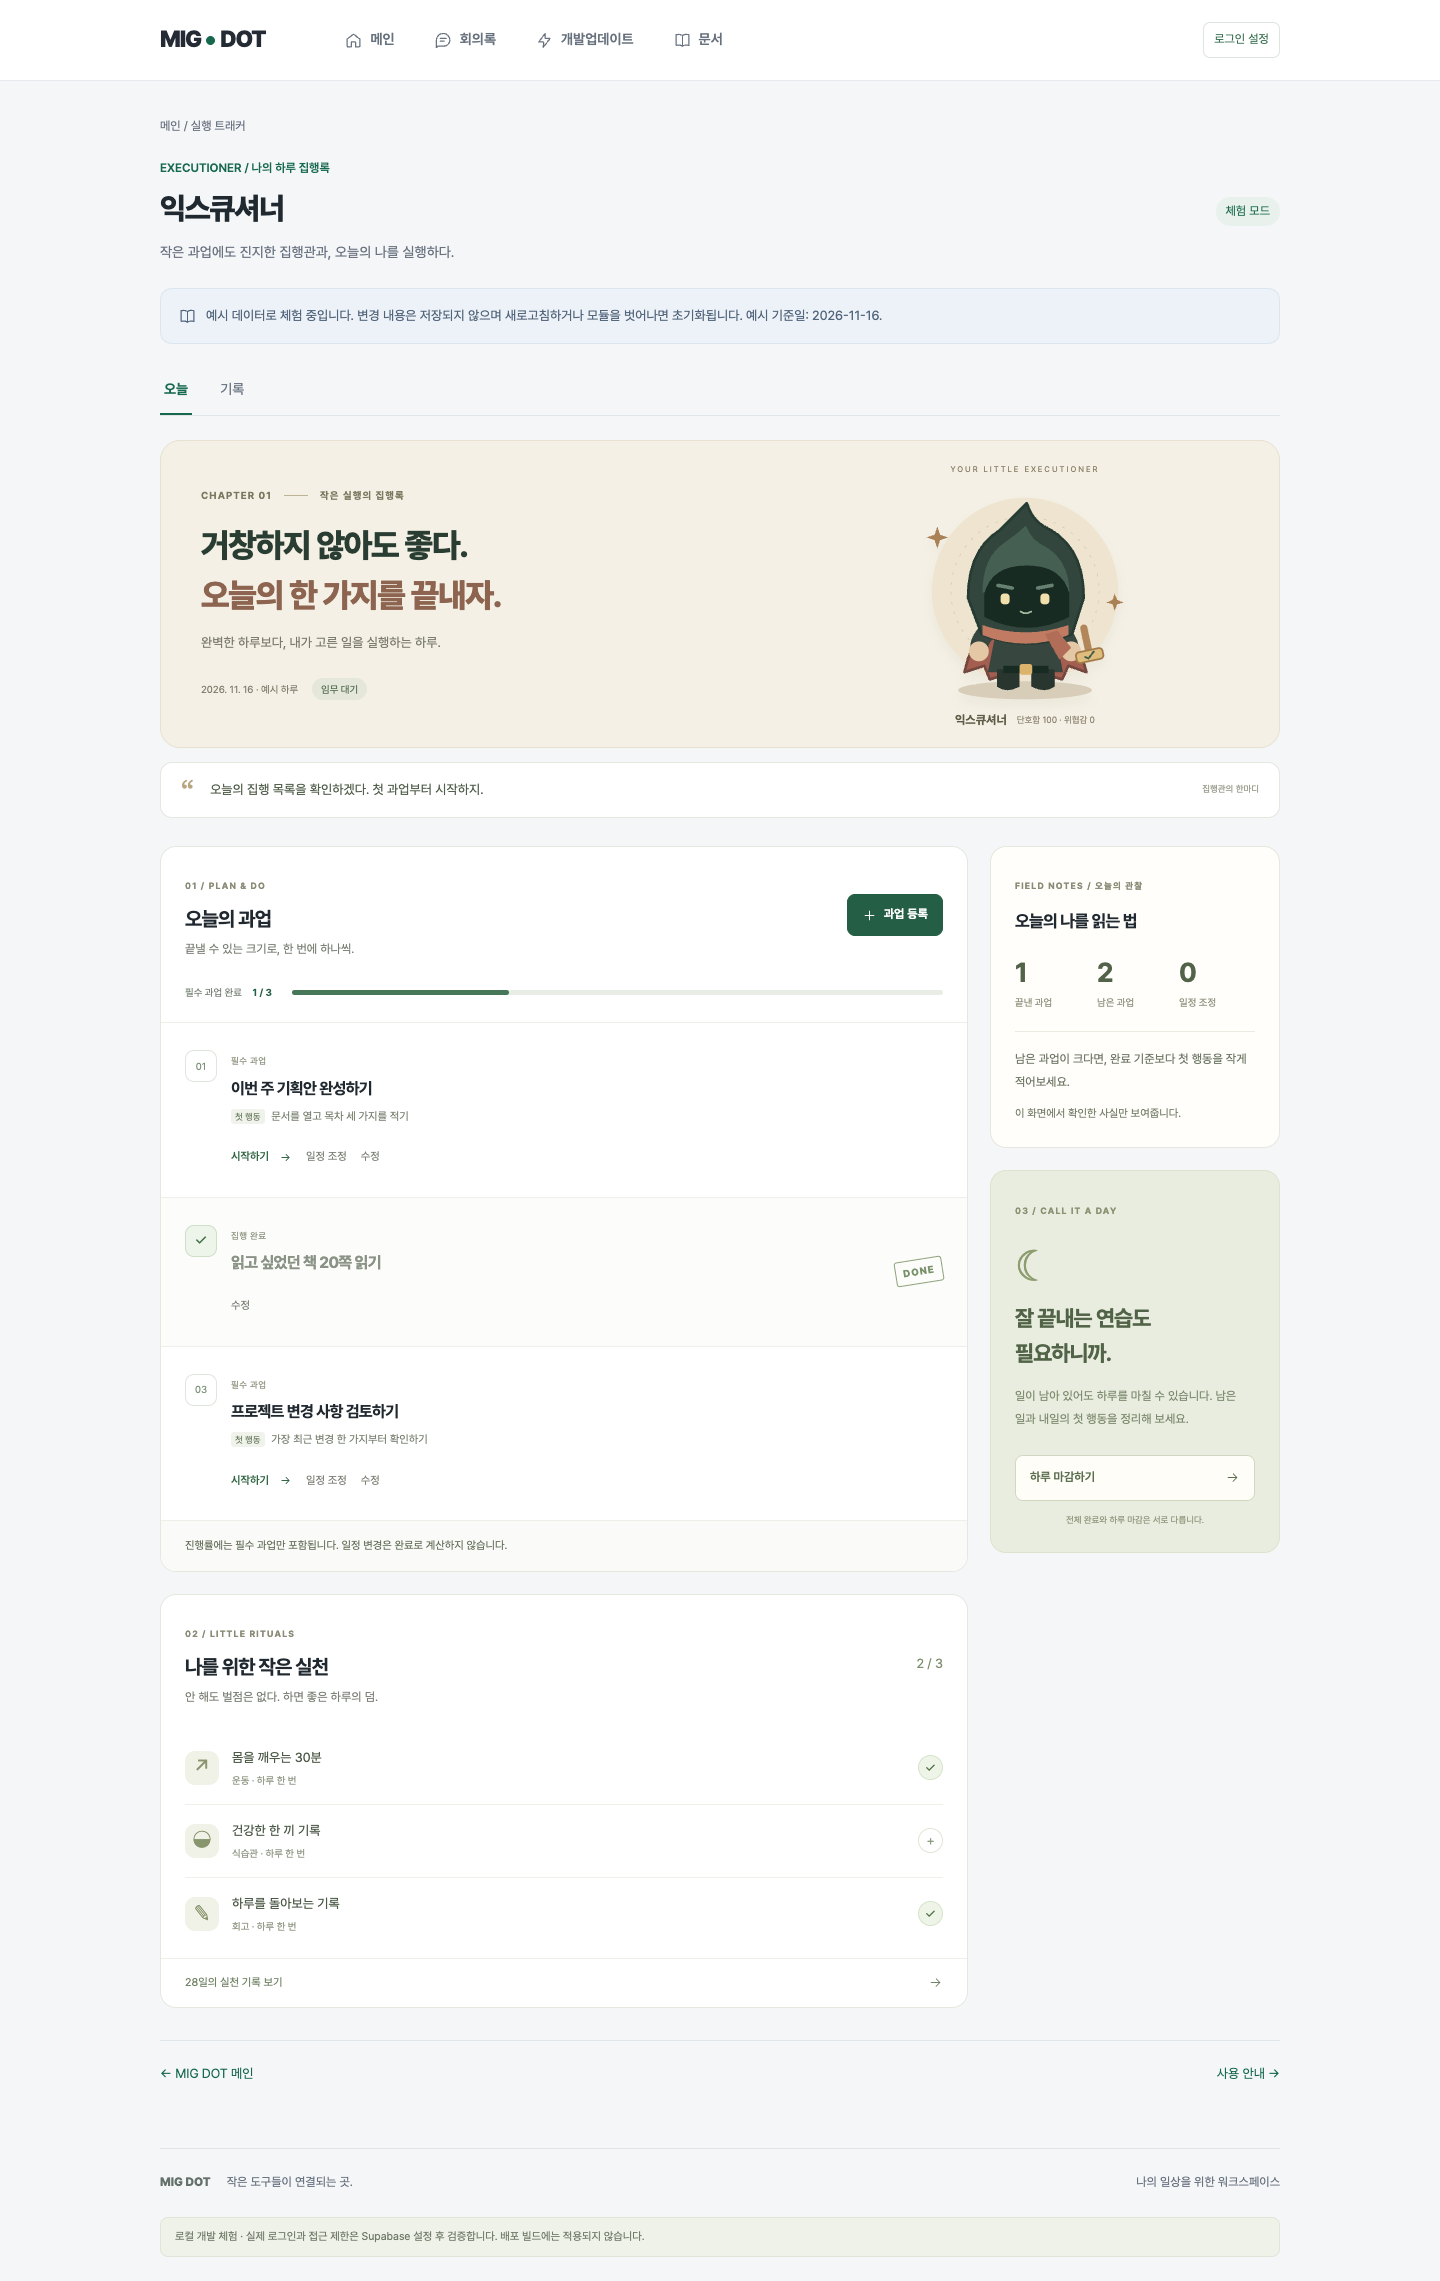 MIG DOT
메인
회의록
개발업데이트
문서
로그인 설정
메인 / 실행 트래커
EXECUTIONER / 나의 하루 집행록
익스큐셔너
체험 모드
작은 과업에도 진지한 집행관과, 오늘의 나를 실행하다.
예시 데이터로 체험 중입니다. 변경 내용은 저장되지 않으며 새로고침하거나 모듈을 벗어나면 초기화됩니다. 예시 기준일: 2026-11-16.
오늘
기록
CHAPTER 01 작은 실행의 집행록
거창하지 않아도 좋다.
오늘의 한 가지를 끝내자.
완벽한 하루보다, 내가 고른 일을 실행하는 하루.
2026. 11. 16 · 예시 하루
임무 대기
YOUR LITTLE EXECUTIONER
익스큐셔너 단호함 100 · 위협감 0
“ 오늘의 집행 목록을 확인하겠다. 첫 과업부터 시작하지.
집행관의 한마디
01 / PLAN & DO
오늘의 과업
끝낼 수 있는 크기로, 한 번에 하나씩.
+ 과업 등록
필수 과업 완료 1 / 3
01
필수 과업
이번 주 기획안 완성하기
첫 행동 문서를 열고 목차 세 가지를 적기
시작하기 → 일정 조정 수정
집행 완료
읽고 싶었던 책 20쪽 읽기
수정
DONE
03
필수 과업
프로젝트 변경 사항 검토하기
첫 행동 가장 최근 변경 한 가지부터 확인하기
시작하기 → 일정 조정 수정
진행률에는 필수 과업만 포함됩니다. 일정 변경은 완료로 계산하지 않습니다.
FIELD NOTES / 오늘의 관찰
오늘의 나를 읽는 법
1 2 0
끝낸 과업 남은 과업 일정 조정
남은 과업이 크다면, 완료 기준보다 첫 행동을 작게
적어보세요.
이 화면에서 확인한 사실만 보여줍니다.
03 / CALL IT A DAY
잘 끝내는 연습도
필요하니까.
일이 남아 있어도 하루를 마칠 수 있습니다. 남은
일과 내일의 첫 행동을 정리해 보세요.
하루 마감하기 →
전체 완료와 하루 마감은 서로 다릅니다.
02 / LITTLE RITUALS
나를 위한 작은 실천
2 / 3
안 해도 벌점은 없다. 하면 좋은 하루의 덤.
몸을 깨우는 30분
운동 · 하루 한 번
건강한 한 끼 기록
식습관 · 하루 한 번
하루를 돌아보는 기록
회고 · 하루 한 번
28일의 실천 기록 보기 →
← MIG DOT 메인
사용 안내 →
MIG DOT 작은 도구들이 연결되는 곳.
나의 일상을 위한 워크스페이스
로컬 개발 체험 · 실제 로그인과 접근 제한은 Supabase 설정 후 검증합니다. 배포 빌드에는 적용되지 않습니다.